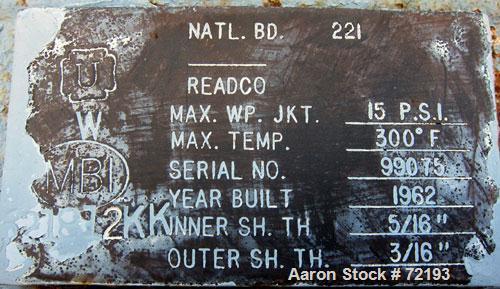 NATL. BD. 221
U
READCO
W
MAX. WP. JKT. 15 P.S.I.
MAX. TEMP. 300°F
MBI
SERIAL NO. 99075
YEAR BUILT 1962
INNER SH. TH. 5/16"
OUTER SH. TH. 3/16"
Aaron Stock # 72193